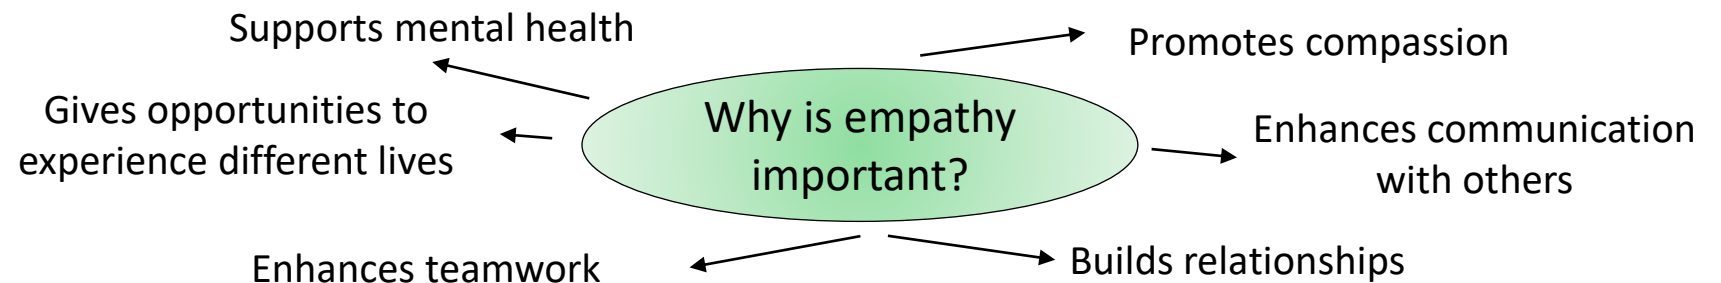 Supports mental health
Promotes compassion
Gives opportunities to
experience different lives
Why is empathy
important?
Enhances communication
with others
Enhances teamwork
Builds relationships